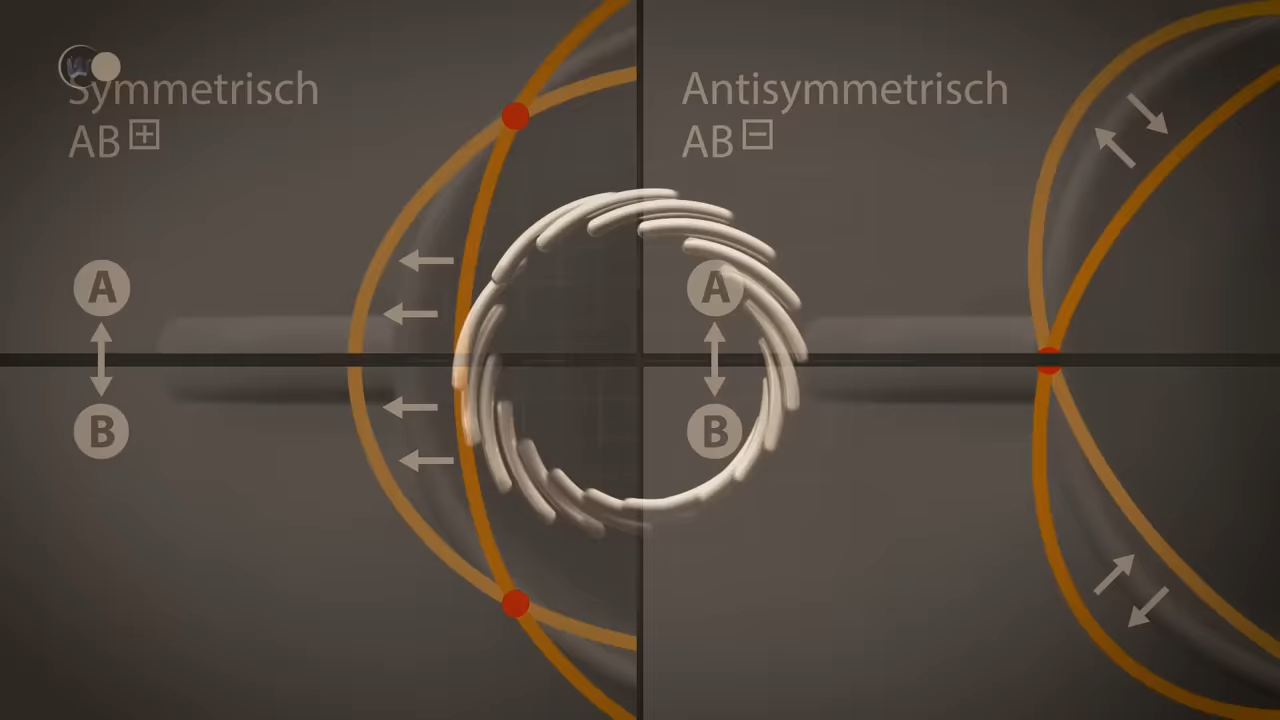 Symmetrisch
AB +
A
B
Antisymmetrisch
AB −
A
B